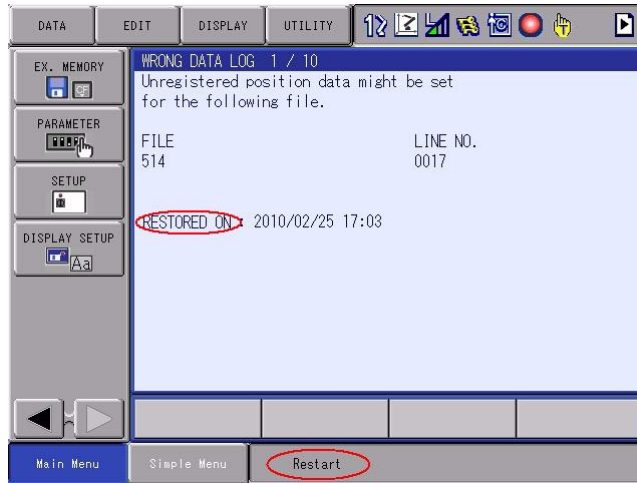 DATA EDIT DISPLAY UTILITY
EX. MEMORY
CF
PARAMETER
SETUP
DISPLAY SETUP
Aa
WRONG DATA LOG 1 / 10
Unregistered position data might be set
for the following file.
FILE LINE NO.
514 0017
RESTORED ON : 2010/02/25 17:03
Main Menu Simple Menu Restart